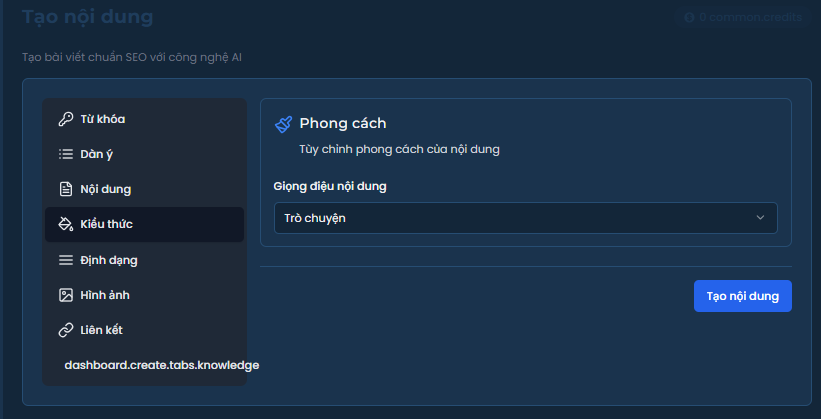 Tạo nội dung
0 common credits
Tạo bài viết chuẩn SEO với công nghệ AI
Từ khóa
Dàn ý
Nội dung
Kiểu thức
Định dạng
Hình ảnh
Liên kết
dashboard.create.tabs.knowledge
Phong cách
Tùy chỉnh phong cách của nội dung
Giọng điệu nội dung
Trò chuyện
Tạo nội dung